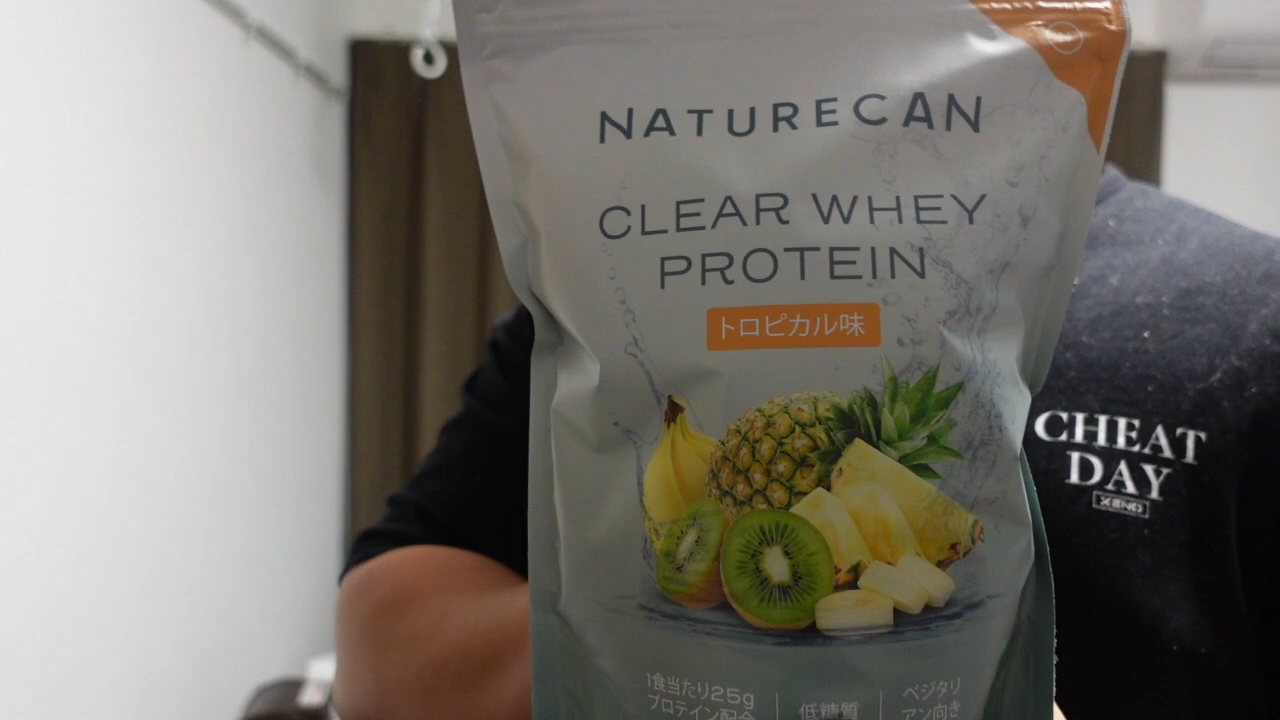 NATURECAN
CLEAR WHEY
PROTEIN
トロピカル味
1食当たり25g
プロテイン配合
低糖質
ベジタリ
アン向き
CHEAT
DAY
XENO